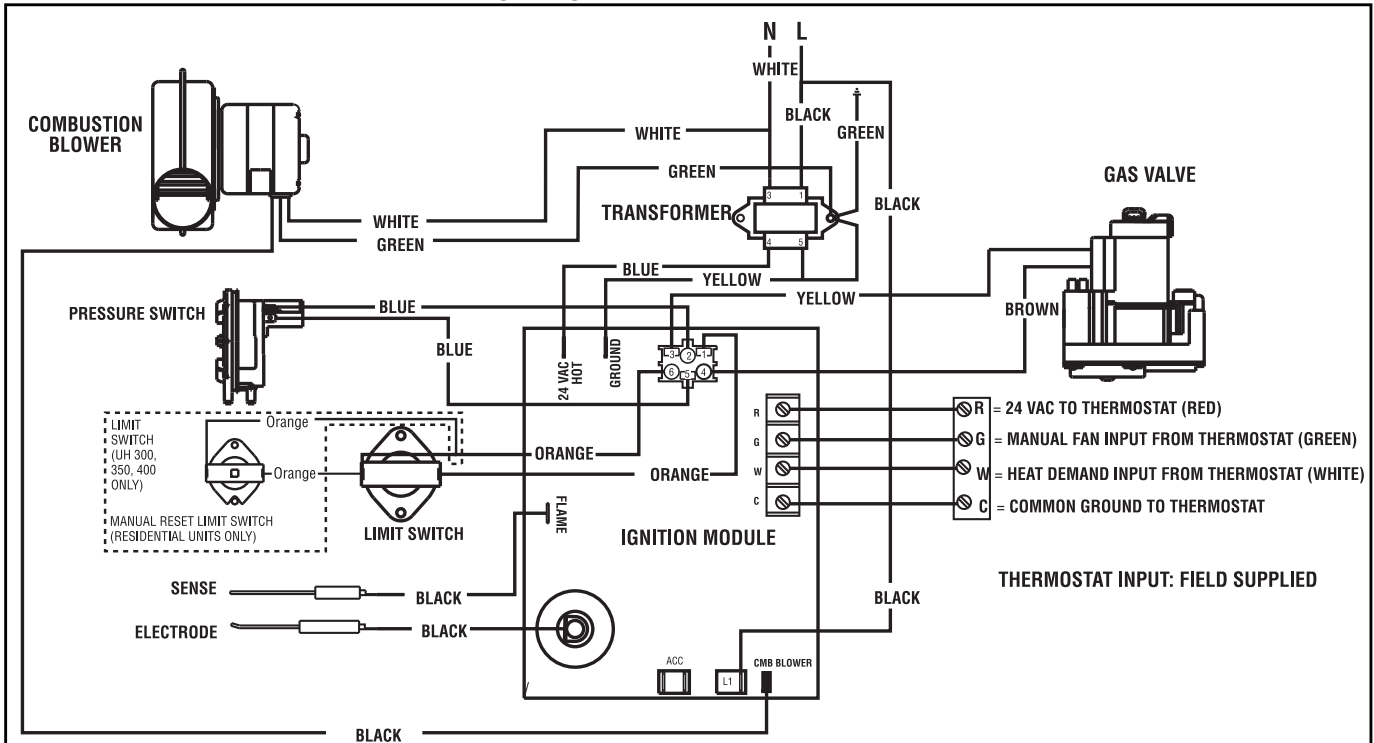 N L
WHITE
COMBUSTION
BLOWER
BLACK
GREEN
WHITE
GREEN
GAS VALVE
TRANSFORMER
3 1
4 5
BLACK
WHITE
GREEN
BLUE
YELLOW
YELLOW
BROWN
PRESSURE SWITCH
BLUE
BLUE
24 VAC
HOT
GROUND
3 2 1
6 5 4
LIMIT
SWITCH
(UH 300,
350, 400
ONLY)
Orange
Orange
MANUAL RESET LIMIT SWITCH
(RESIDENTIAL UNITS ONLY)
LIMIT SWITCH
ORANGE
ORANGE
R
G
W
C
R = 24 VAC TO THERMOSTAT (RED)
G = MANUAL FAN INPUT FROM THERMOSTAT (GREEN)
W = HEAT DEMAND INPUT FROM THERMOSTAT (WHITE)
C = COMMON GROUND TO THERMOSTAT
FLAME
IGNITION MODULE
THERMOSTAT INPUT: FIELD SUPPLIED
SENSE
BLACK
BLACK
ELECTRODE
BLACK
ACC
L1
CMB BLOWER
BLACK